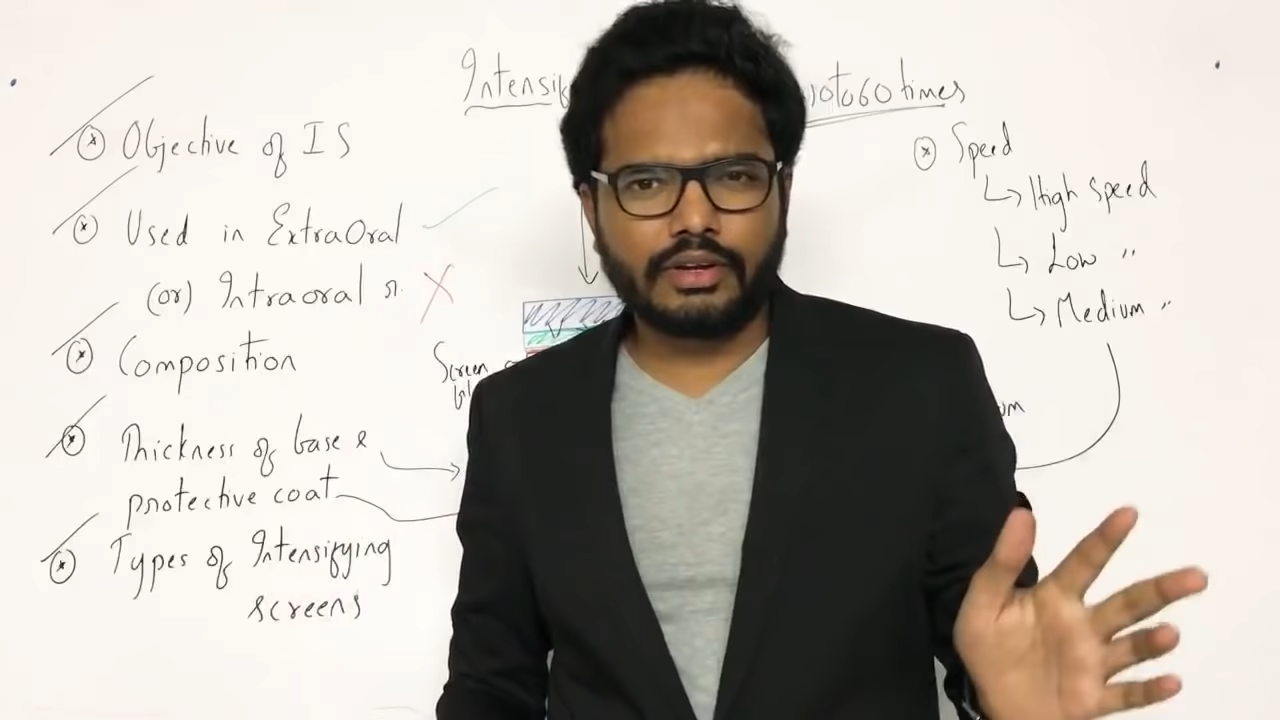 Intensif 10to60 times
Objective of IS
Used in ExtraOral
(or) Intraoral
Composition
Thickness of base &
protective coat
Types of Intensifying
screens
Screen
Speed
High speed
Low "
Medium "